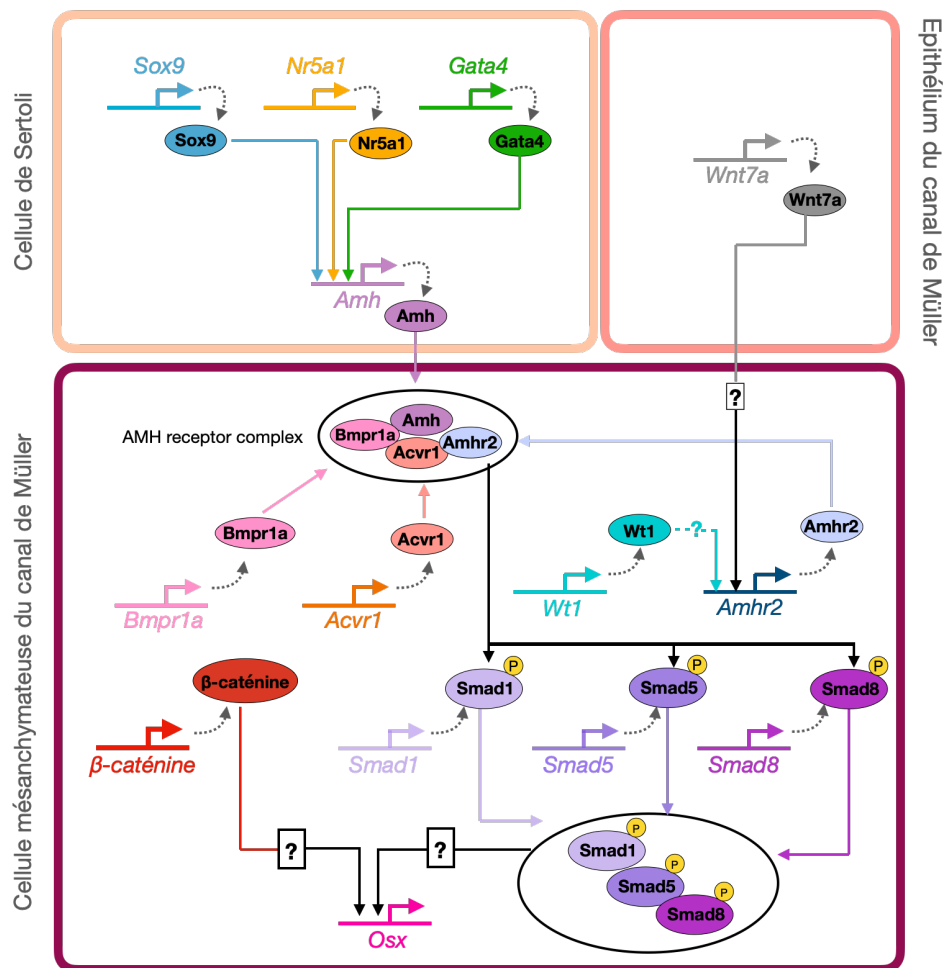 Cellule de Sertoli
Sox9
Nr5a1
Gata4
Sox9
Nr5a1
Gata4
Amh
Amh
Epithélium du canal de Müller
Wnt7a
Wnt7a
?
Cellule mésanchymateuse du canal de Müller
AMH receptor complex
Amh
Bmpr1a
Acvr1
Amhr2
Bmpr1a
Acvr1
Wt1
?
Amhr2
Bmpr1a
Acvr1
Wt1
Amhr2
β-caténine
P
Smad1
P
Smad5
P
Smad8
β-caténine
Smad1
Smad5
Smad8
?
?
P
Smad1
P
Smad5
P
Smad8
Osx